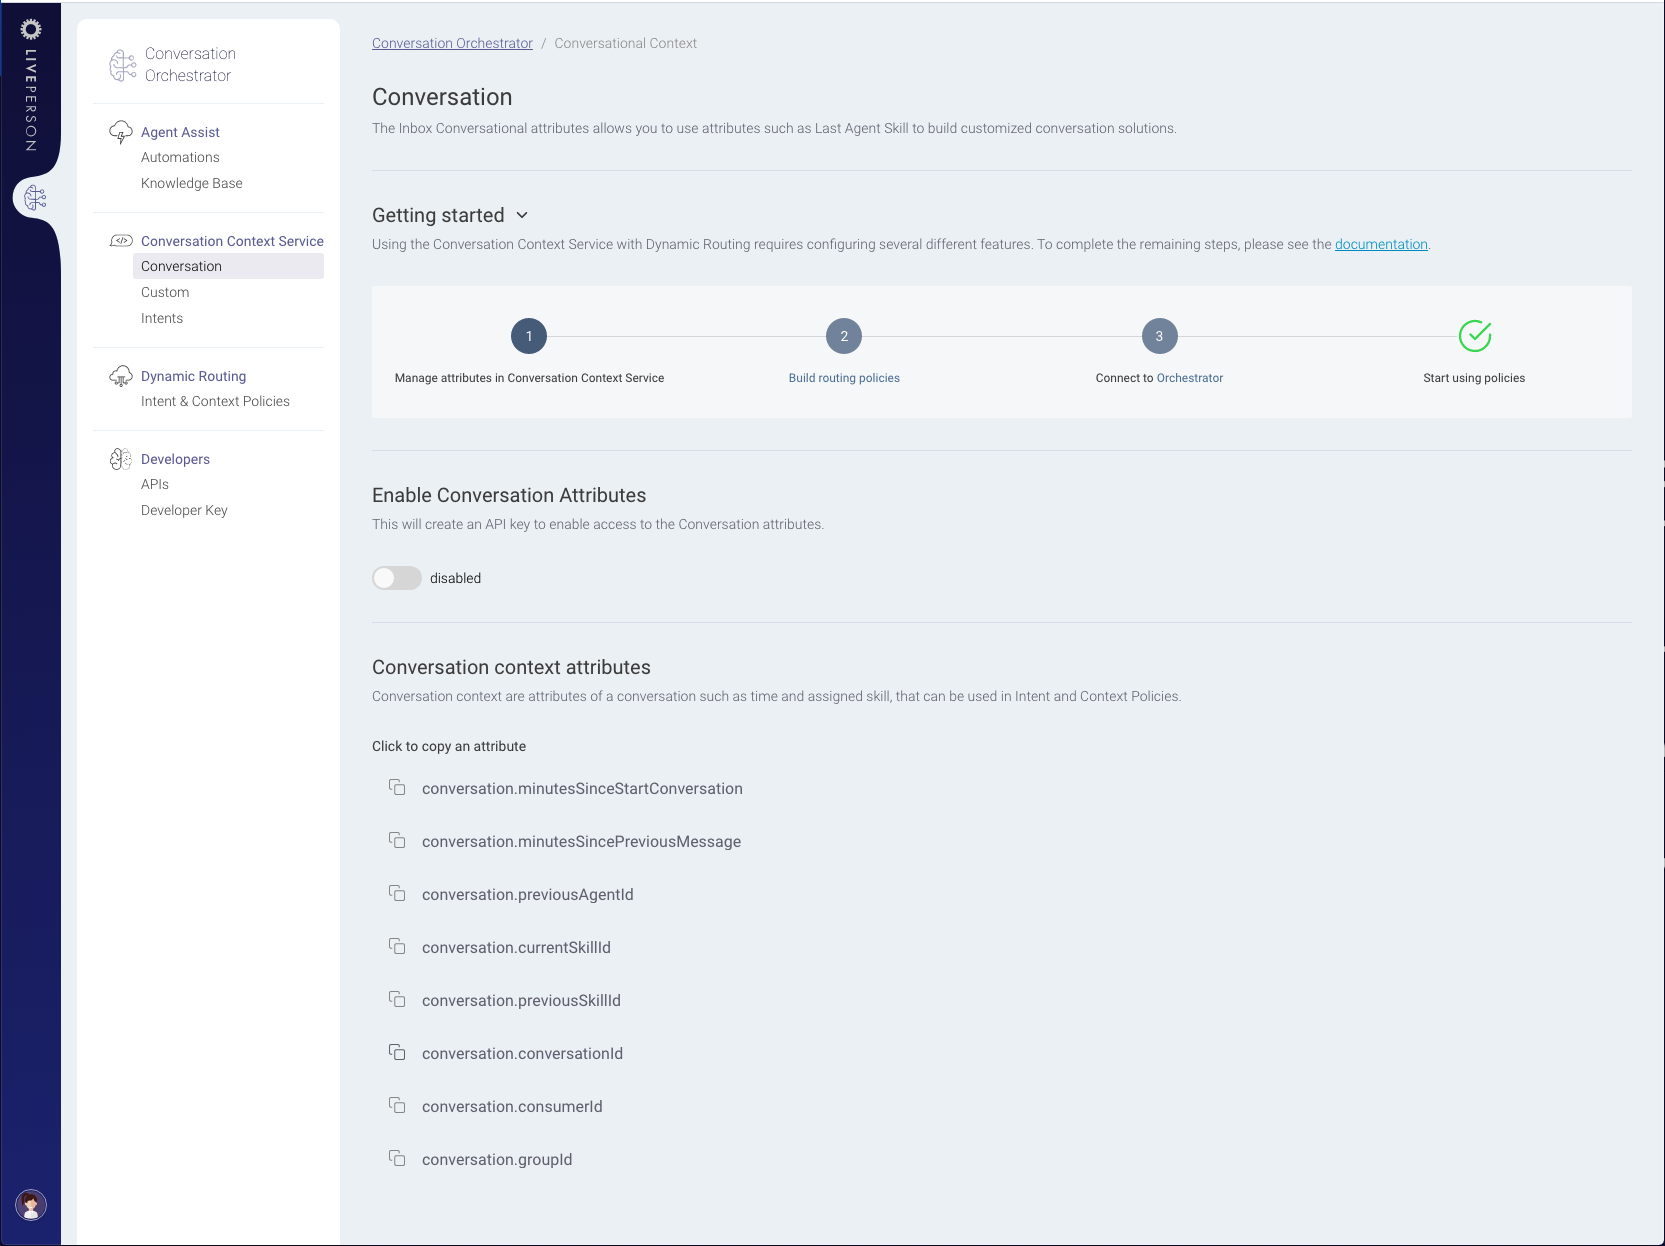 LIVEPERSON
Conversation
Orchestrator
Agent Assist
Automations
Knowledge Base
Conversation Context Service
Conversation
Custom
Intents
Dynamic Routing
Intent & Context Policies
Developers
APIs
Developer Key
Conversation Orchestrator / Conversational Context
Conversation
The Inbox Conversational attributes allows you to use attributes such as Last Agent Skill to build customized conversation solutions.
Getting started
Using the Conversation Context Service with Dynamic Routing requires configuring several different features. To complete the remaining steps, please see the documentation.
1 2 3
Manage attributes in Conversation Context Service Build routing policies Connect to Orchestrator Start using policies
Enable Conversation Attributes
This will create an API key to enable access to the Conversation attributes.
disabled
Conversation context attributes
Conversation context are attributes of a conversation such as time and assigned skill, that can be used in Intent and Context Policies.
Click to copy an attribute
conversation.minutesSinceStartConversation
conversation.minutesSincePreviousMessage
conversation.previousAgentId
conversation.currentSkillId
conversation.previousSkillId
conversation.conversationId
conversation.consumerId
conversation.groupId